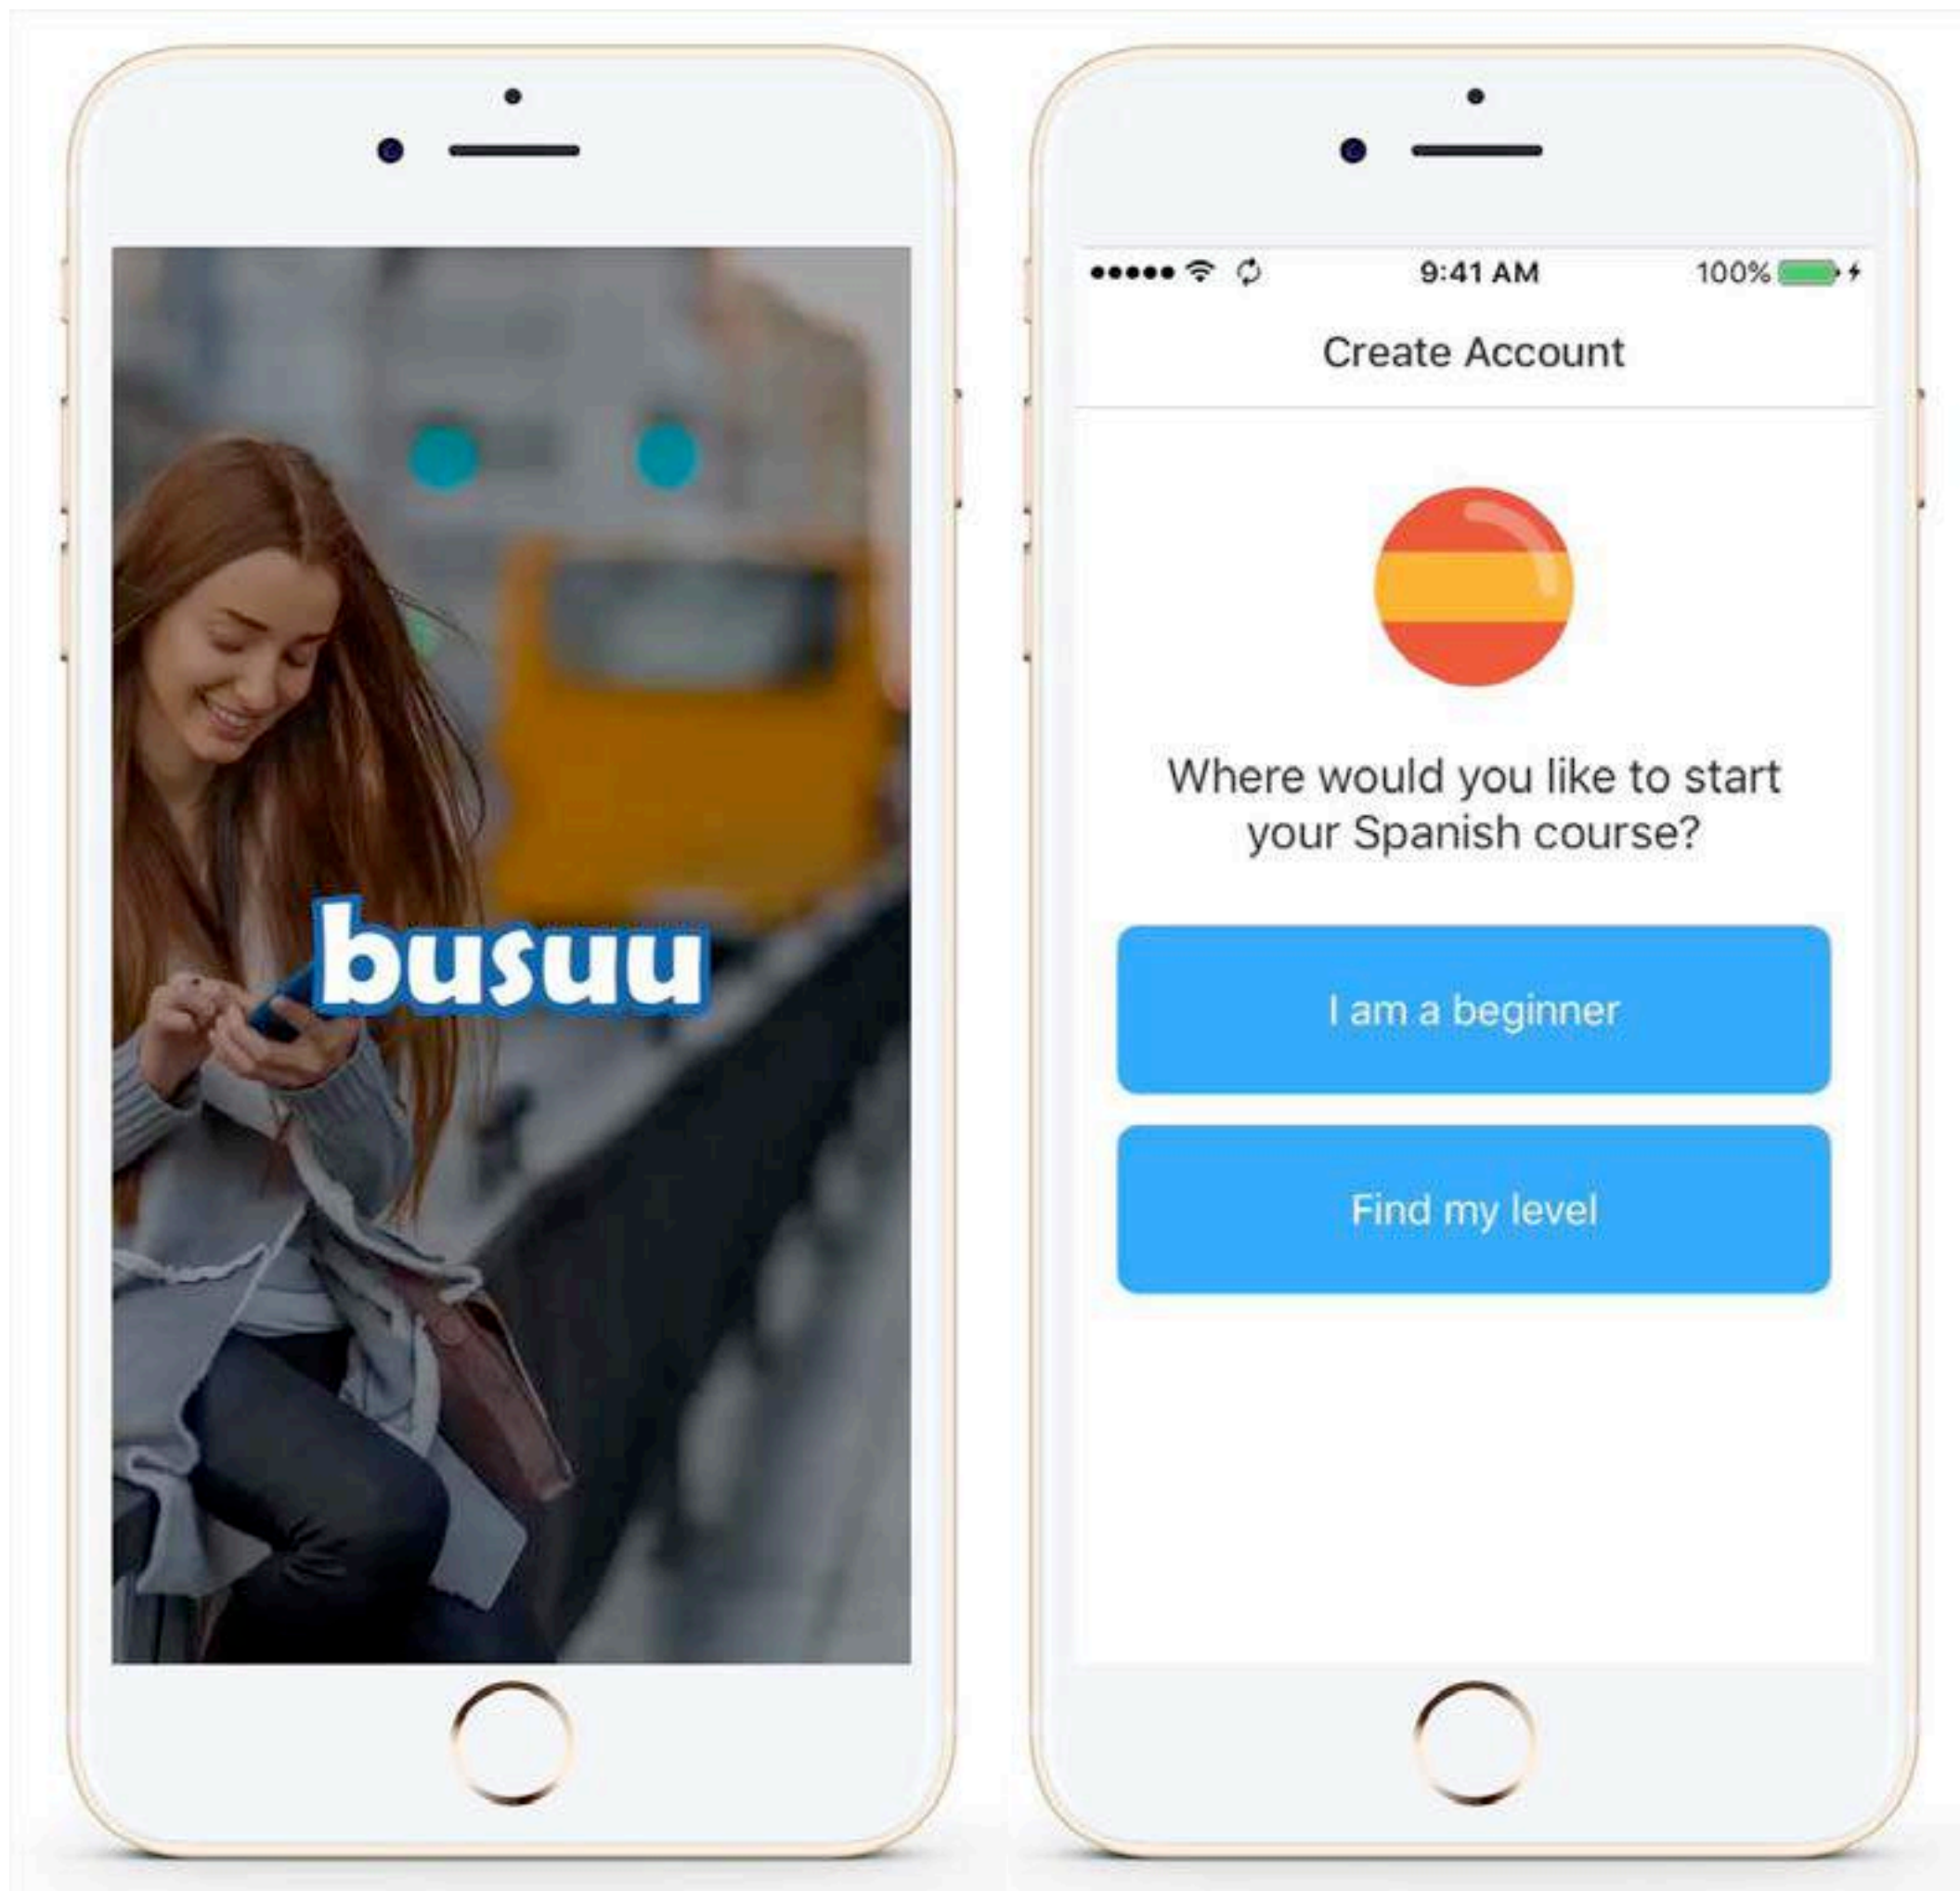 busuu
9:41 AM
100%
Create Account
Where would you like to start
your Spanish course?
I am a beginner
Find my level